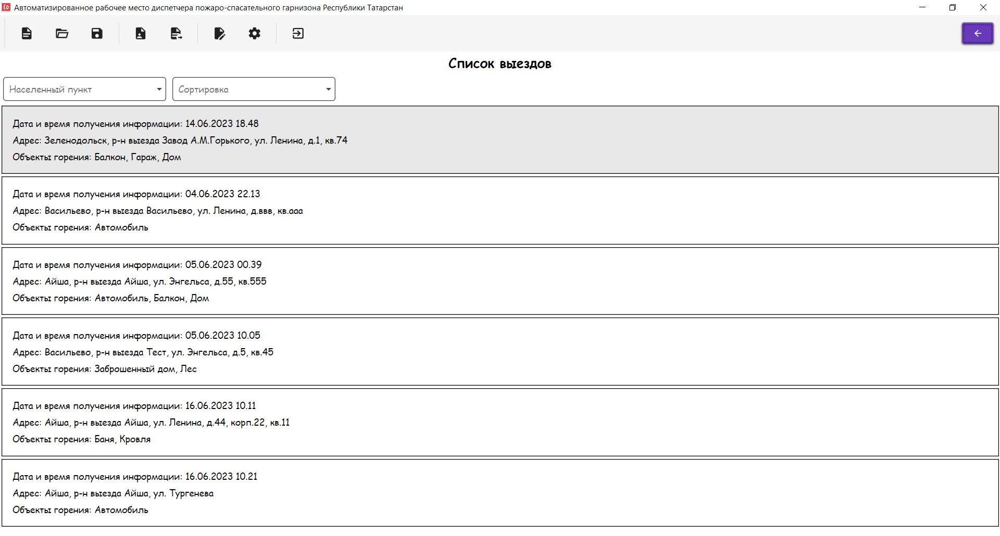 Автоматизированное рабочее место диспетчера пожаро-спасательного гарнизона Республики Татарстан
Список выездов
Населенный пункт
Сортировка
Дата и время получения информации: 14.06.2023 18.48
Адрес: Зеленодольск, р-н выезда Завод А.М.Горького, ул. Ленина, д.1, кв.74
Объекты горения: Балкон, Гараж, Дом
Дата и время получения информации: 04.06.2023 22.13
Адрес: Васильево, р-н выезда Васильево, ул. Ленина, д.ввв, кв.ааа
Объекты горения: Автомобиль
Дата и время получения информации: 05.06.2023 00.39
Адрес: Айша, р-н выезда Айша, ул. Энгельса, д.55, кв.555
Объекты горения: Автомобиль, Балкон, Дом
Дата и время получения информации: 05.06.2023 10.05
Адрес: Васильево, р-н выезда Тест, ул. Энгельса, д.5, кв.45
Объекты горения: Заброшенный дом, Лес
Дата и время получения информации: 16.06.2023 10.11
Адрес: Айша, р-н выезда Айша, ул. Ленина, д.44, корп.22, кв.11
Объекты горения: Баня, Кровля
Дата и время получения информации: 16.06.2023 10.21
Адрес: Айша, р-н выезда Айша, ул. Тургенева
Объекты горения: Автомобиль